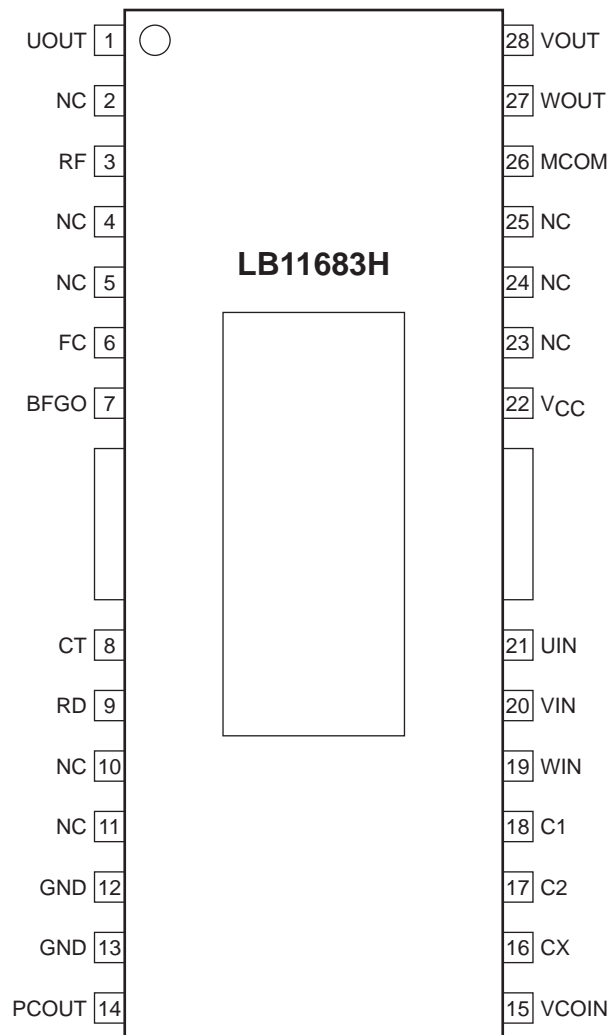 UOUT 1 28 VOUT
NC 2 27 WOUT
RF 3 26 MCOM
NC 4 25 NC
LB11683H
NC 5 24 NC
FC 6 23 NC
BFGO 7 22 VCC
CT 8 21 UIN
RD 9 20 VIN
NC 10 19 WIN
NC 11 18 C1
GND 12 17 C2
GND 13 16 CX
PCOUT 14 15 VCOIN